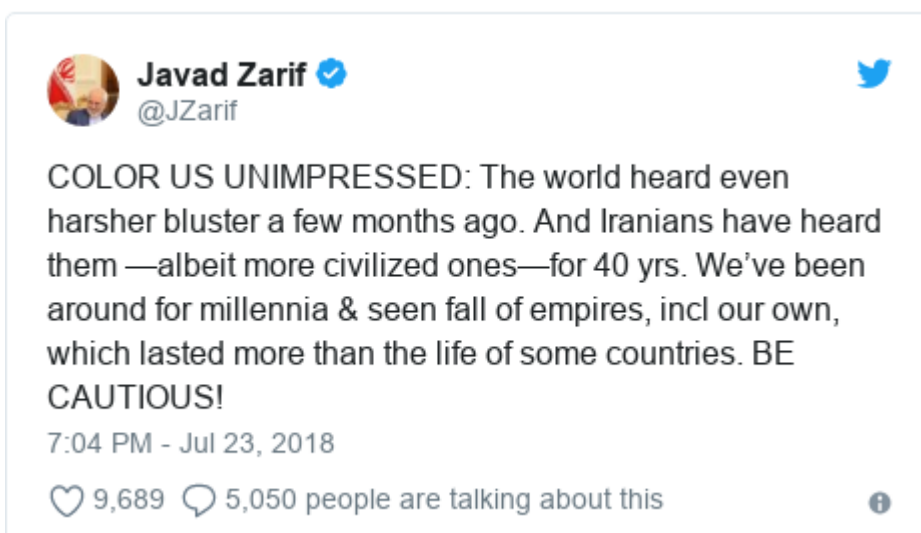 Javad Zarif
@JZarif
COLOR US UNIMPRESSED: The world heard even
harsher bluster a few months ago. And Iranians have heard
them —albeit more civilized ones—for 40 yrs. We’ve been
around for millennia & seen fall of empires, incl our own,
which lasted more than the life of some countries. BE
CAUTIOUS!
7:04 PM - Jul 23, 2018
9,689 5,050 people are talking about this